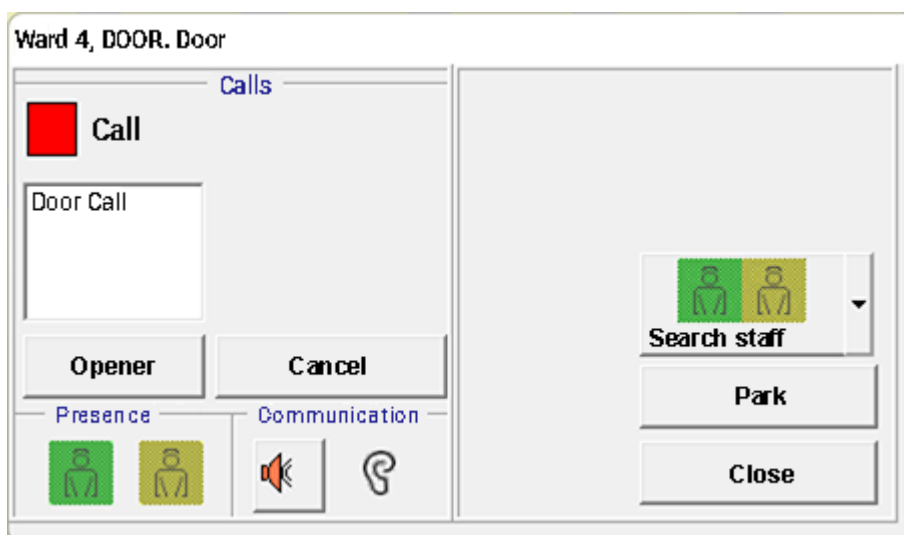 Ward 4, DOOR. Door
Calls
Call
Door Call
Opener
Cancel
Presence
Communication
Search staff
Park
Close